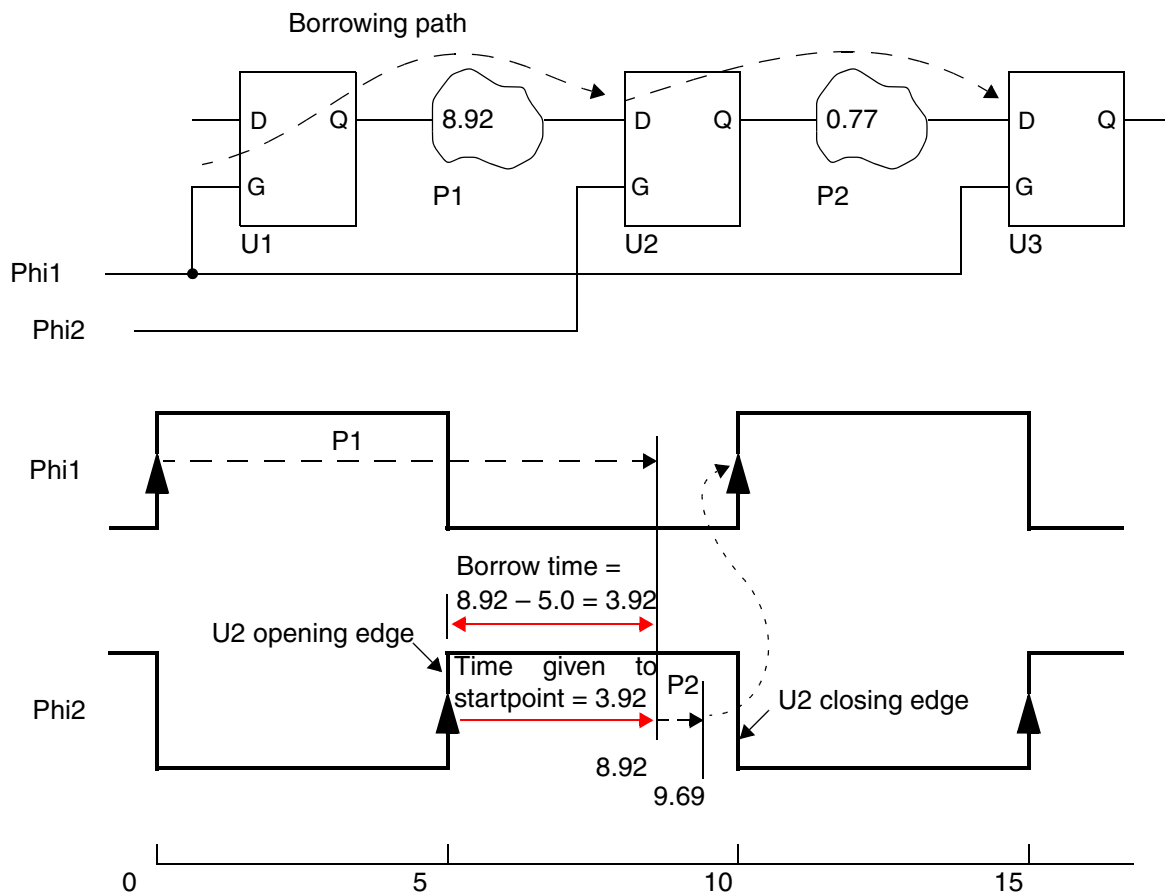 Borrowing path
D
Q
8.92
D
Q
0.77
D
Q
G
P1
G
P2
G
U1
U2
U3
Phi1
Phi2
P1
Phi1
Borrow time =
8.92 – 5.0 = 3.92
U2 opening edge
Time given to
startpoint = 3.92
P2
U2 closing edge
Phi2
8.92
9.69
0
5
10
15